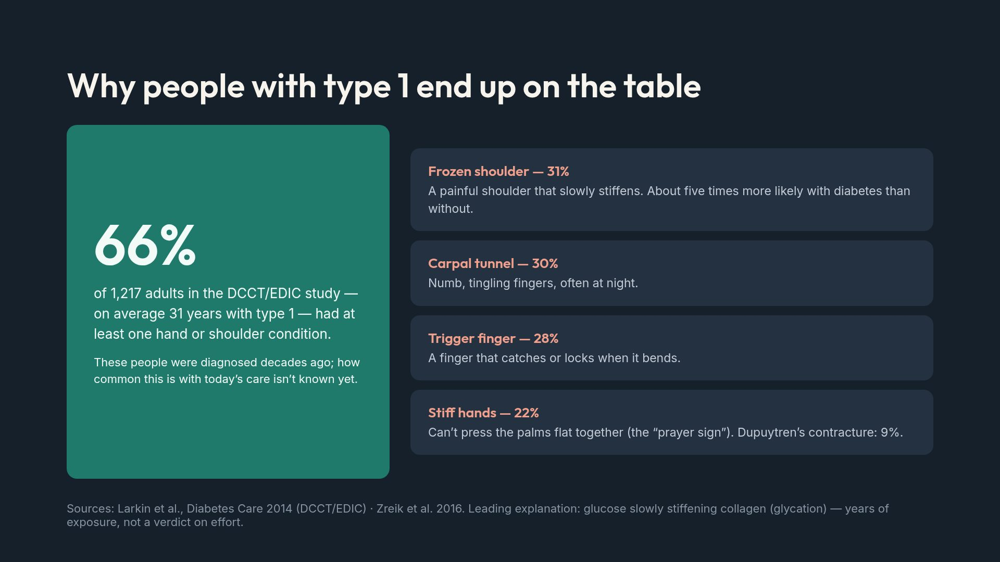 Why people with type 1 end up on the table
66%
of 1,217 adults in the DCCT/EDIC study —
on average 31 years with type 1 — had at
least one hand or shoulder condition.
These people were diagnosed decades ago; how
common this is with today’s care isn’t known yet.
Frozen shoulder — 31%
A painful shoulder that slowly stiffens. About five times more likely with diabetes than
without.
Carpal tunnel — 30%
Numb, tingling fingers, often at night.
Trigger finger — 28%
A finger that catches or locks when it bends.
Stiff hands — 22%
Can’t press the palms flat together (the “prayer sign”). Dupuytren’s contracture: 9%.
Sources: Larkin et al., Diabetes Care 2014 (DCCT/EDIC) · Zreik et al. 2016. Leading explanation: glucose slowly stiffening collagen (glycation) — years of
exposure, not a verdict on effort.